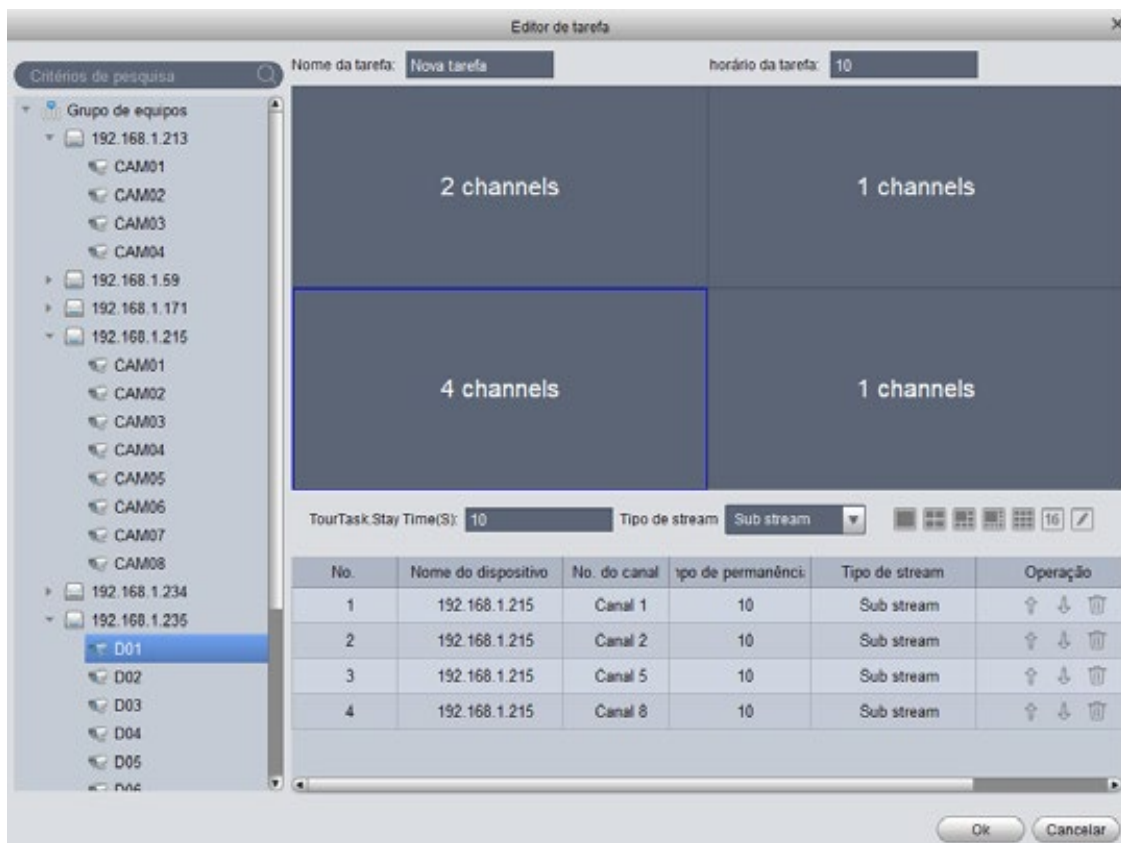 Editor de tarefa
Critérios de pesquisa
Nome da tarefa: Nova tarefa horário da tarefa: 10
Grupo de equipos
192.168.1.213
CAM01
CAM02
CAM03
CAM04
192.168.1.59
192.168.1.171
192.168.1.215
CAM01
CAM02
CAM03
CAM04
CAM05
CAM06
CAM07
CAM08
192.168.1.234
192.168.1.235
D01
D02
D03
D04
D05
D06
2 channels 1 channels
4 channels 1 channels
TourTask.Stay Time(S): 10 Tipo de stream Sub stream 16
No. Nome do dispositivo No. do canal po de permanênci Tipo de stream Operação
1 192.168.1.215 Canal 1 10 Sub stream
2 192.168.1.215 Canal 2 10 Sub stream
3 192.168.1.215 Canal 5 10 Sub stream
4 192.168.1.215 Canal 8 10 Sub stream
Ok Cancelar